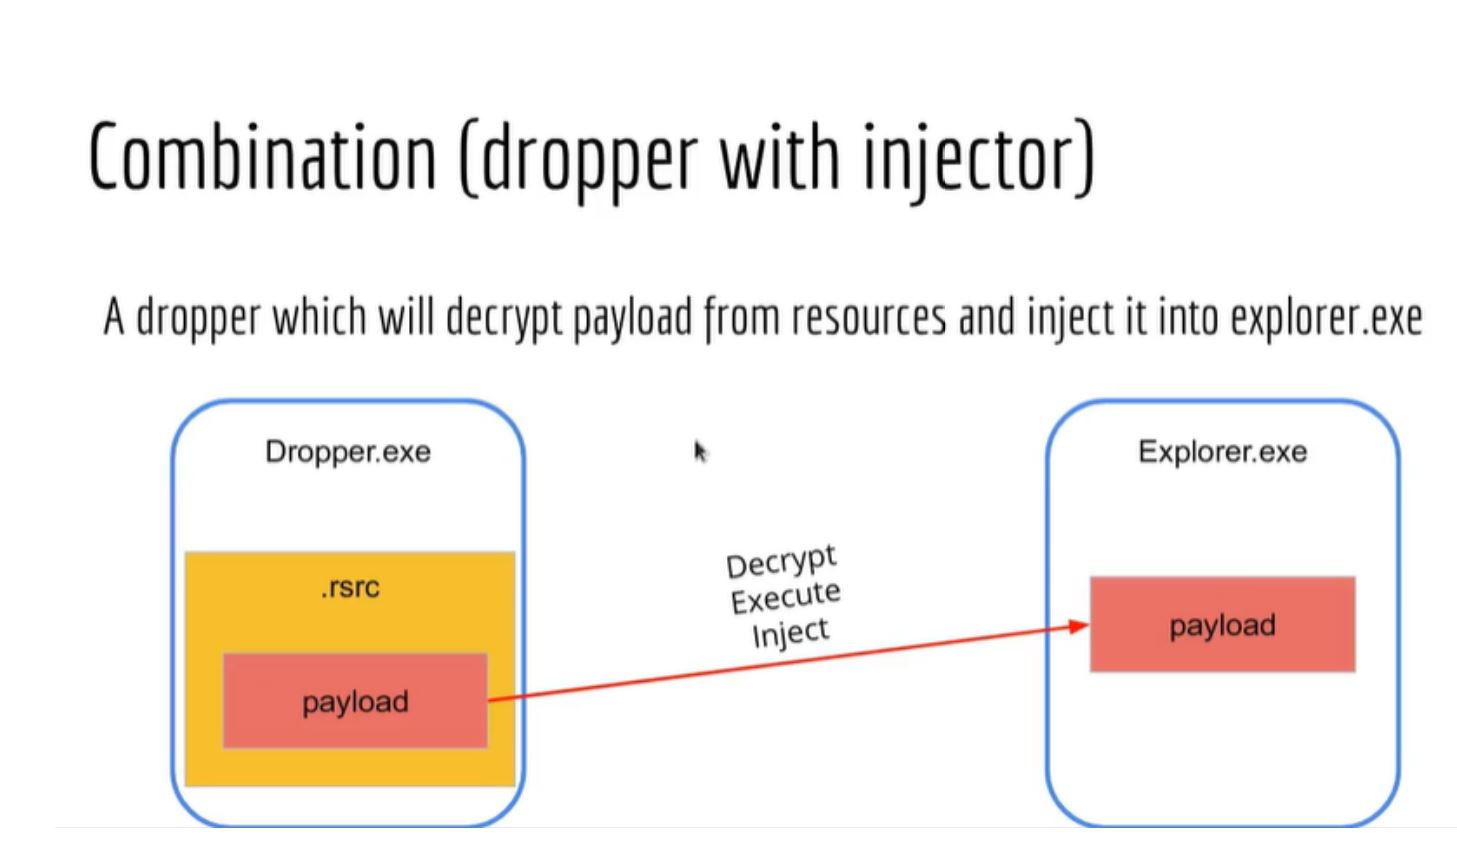 Combination (dropper with injector)
A dropper which will decrypt payload from resources and inject it into explorer.exe
Dropper.exe
.rsrc
payload
Decrypt
Execute
Inject
Explorer.exe
payload